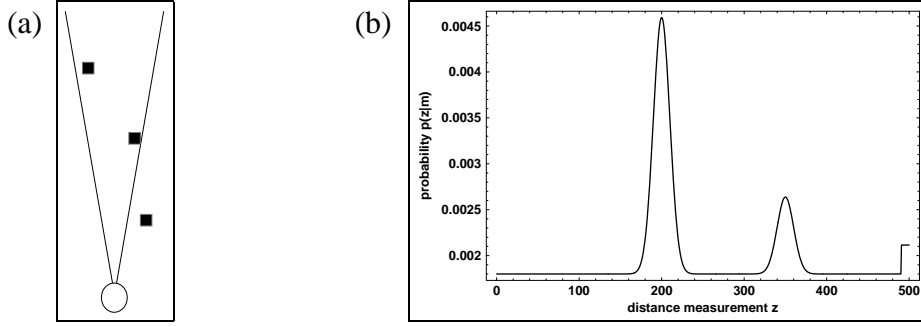 (a)
(b)
probability p(z|m)
0.0045
0.004
0.0035
0.003
0.0025
0.002
0 100 200 300 400 500
distance measurement z